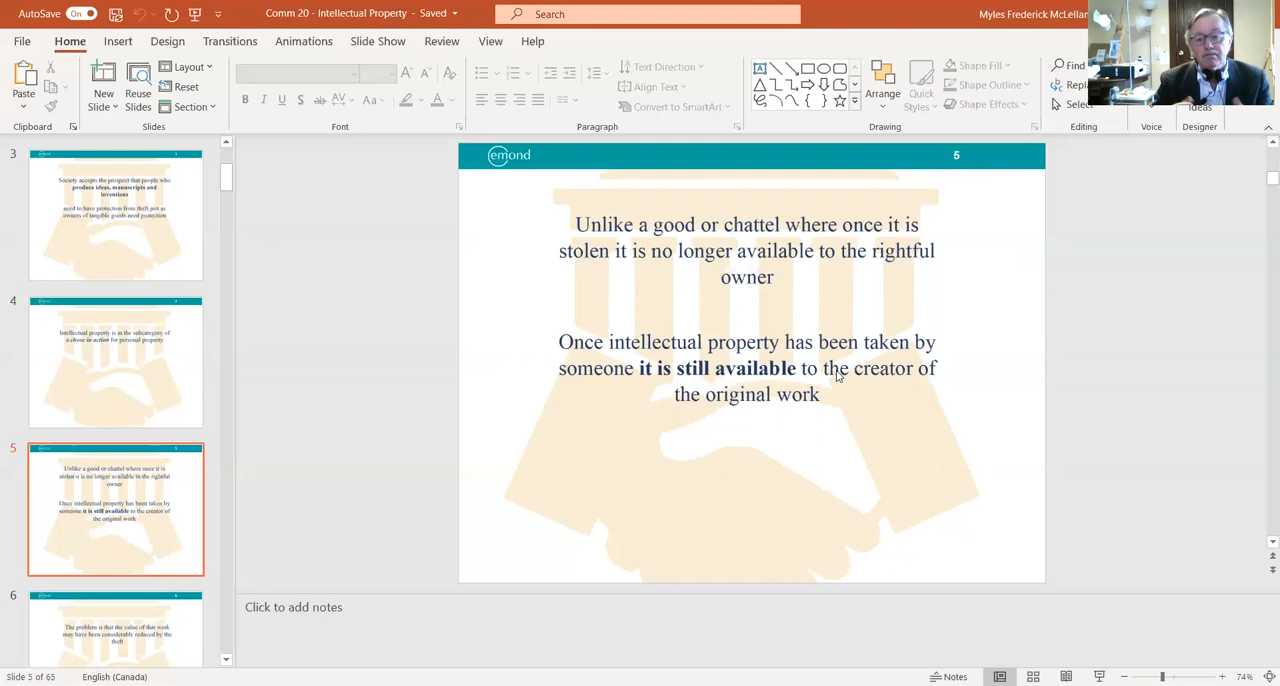 AutoSave On Comm 20 - Intellectual Property - Saved Search Myles Frederick McLellan
File Home Insert Design Transitions Animations Slide Show Review View Help
Paste
New Slide
Reuse Slides
Layout
Reset
Section
B I U S ab AV Aa A
Text Direction
Align Text
Convert to SmartArt
Arrange
Quick Styles
Shape Fill
Shape Outline
Shape Effects
Find
Clipboard Slides Font Paragraph Drawing Editing Voice Designer
3
emond
Society accepts the prospect that people who
produce ideas, manuscripts and
inventions
need to have protection from theft just as
owners of tangible goods need protection
4
Intellectual property is in the subcategory of
a chose in action for personal property
5
Unlike a good or chattel where once it is
stolen it is no longer available to the rightful
owner
Once intellectual property has been taken by
someone it is still available to the creator of
the original work
6
The problem is that the value of that work
may have been considerably reduced by the
theft
emond 5
Unlike a good or chattel where once it is
stolen it is no longer available to the rightful
owner
Once intellectual property has been taken by
someone it is still available to the creator of
the original work
Click to add notes
Slide 5 of 65 English (Canada) Notes 74%